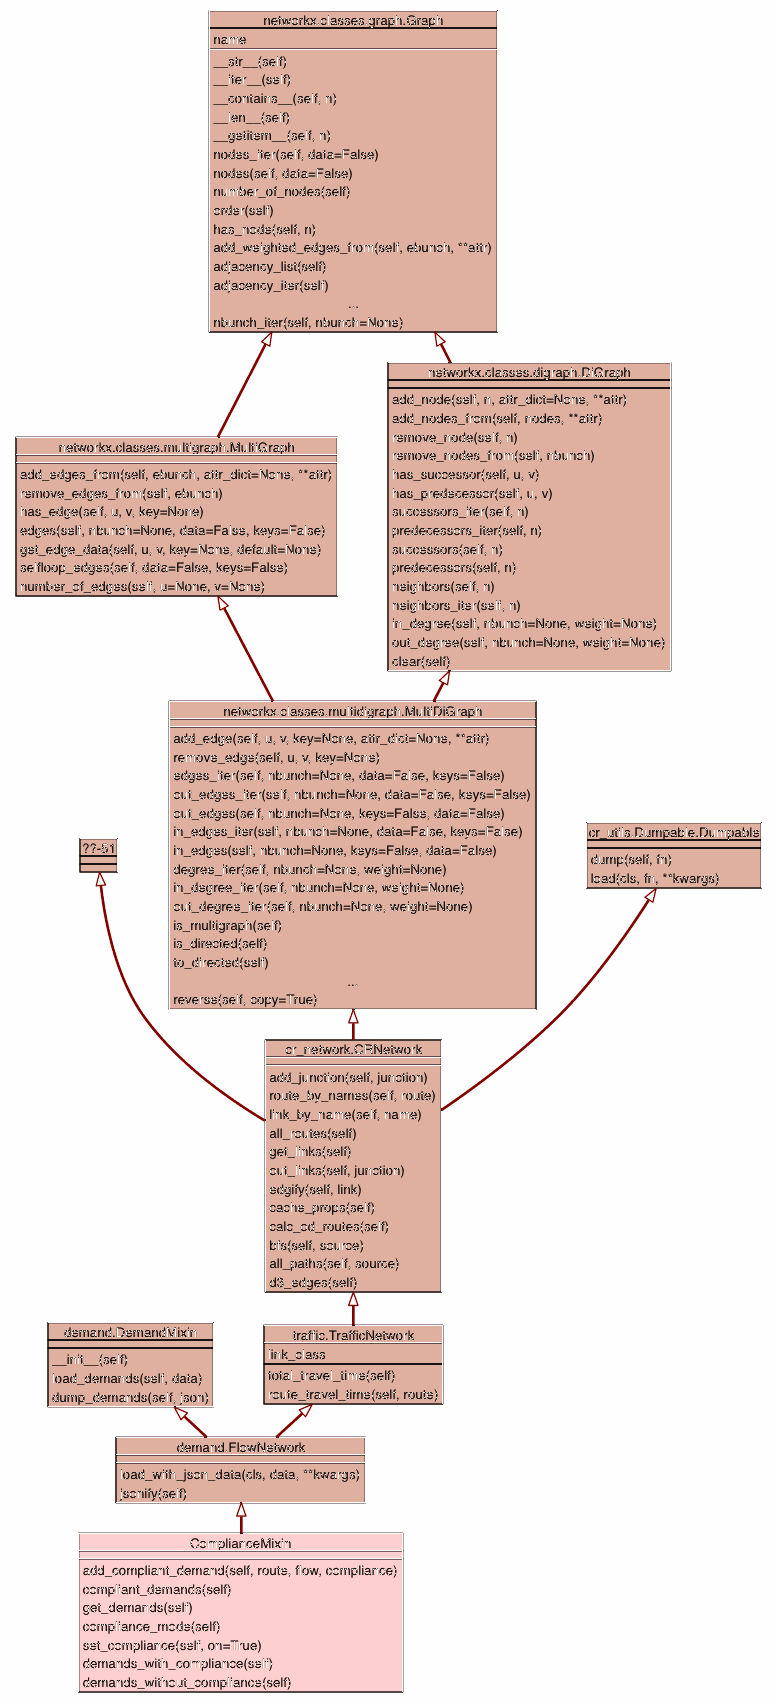 networkx.classes.graph.Graph
name
__str__(self)
__iter__(self)
__contains__(self, n)
__len__(self)
__getitem__(self, n)
nodes_iter(self, data=False)
nodes(self, data=False)
number_of_nodes(self)
order(self)
has_node(self, n)
add_weighted_edges_from(self, ebunch, **attr)
adjacency_list(self)
adjacency_iter(self)
...
nbunch_iter(self, nbunch=None)
networkx.classes.digraph.DiGraph
add_node(self, n, attr_dict=None, **attr)
add_nodes_from(self, nodes, **attr)
remove_node(self, n)
remove_nodes_from(self, nbunch)
has_successor(self, u, v)
has_predecessor(self, u, v)
successors_iter(self, n)
predecessors_iter(self, n)
successors(self, n)
predecessors(self, n)
neighbors(self, n)
neighbors_iter(self, n)
in_degree(self, nbunch=None, weight=None)
out_degree(self, nbunch=None, weight=None)
clear(self)
networkx.classes.multigraph.MultiGraph
add_edges_from(self, ebunch, attr_dict=None, **attr)
remove_edges_from(self, ebunch)
has_edge(self, u, v, key=None)
edges(self, nbunch=None, data=False, keys=False)
get_edge_data(self, u, v, key=None, default=None)
selfloop_edges(self, data=False, keys=False)
number_of_edges(self, u=None, v=None)
networkx.classes.multidigraph.MultiDiGraph
add_edge(self, u, v, key=None, attr_dict=None, **attr)
remove_edge(self, u, v, key=None)
edges_iter(self, nbunch=None, data=False, keys=False)
out_edges_iter(self, nbunch=None, data=False, keys=False)
out_edges(self, nbunch=None, keys=False, data=False)
in_edges_iter(self, nbunch=None, data=False, keys=False)
in_edges(self, nbunch=None, keys=False, data=False)
degree_iter(self, nbunch=None, weight=None)
in_degree_iter(self, nbunch=None, weight=None)
out_degree_iter(self, nbunch=None, weight=None)
is_multigraph(self)
is_directed(self)
to_directed(self)
...
reverse(self, copy=True)
??-51
cr_utils.Dumpable.Dumpable
dump(self, fn)
load(cls, fn, **kwargs)
cr_network.CRNetwork
add_junction(self, junction)
route_by_names(self, route)
link_by_name(self, name)
all_routes(self)
get_links(self)
out_links(self, junction)
edgify(self, link)
cache_props(self)
calc_od_routes(self)
bfs(self, source)
all_paths(self, source)
d3_edges(self)
demand.DemandMixin
__init__(self)
load_demands(self, data)
dump_demands(self, json)
traffic.TrafficNetwork
link_class
total_travel_time(self)
route_travel_time(self, route)
demand.FlowNetwork
load_with_json_data(cls, data, **kwargs)
jsonify(self)
ComplianceMixin
add_compliant_demand(self, route, flow, compliance)
compliant_demands(self)
get_demands(self)
compliance_mode(self)
set_compliance(self, on=True)
demands_with_compliance(self)
demands_without_compliance(self)